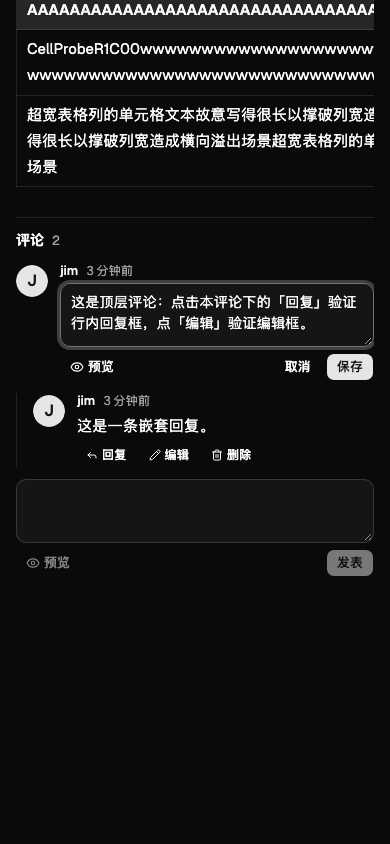 AAAAAAAAAAAAAAAAAAAAAAAAAAAAA
CellProbeR1C00wwwwwwwwwwwwwwwwwww
wwwwwwwwwwwwwwwwwwwwwwwwwwww
超宽表格列的单元格文本故意写得很长以撑破列宽造
得很长以撑破列宽造成横向溢出场景超宽表格列的单
场景
评论 2
J
jim 3 分钟前
这是顶层评论：点击本评论下的「回复」验证
行内回复框，点「编辑」验证编辑框。
预览 取消 保存
J
jim 3 分钟前
这是一条嵌套回复。
回复 编辑 删除
预览 发表